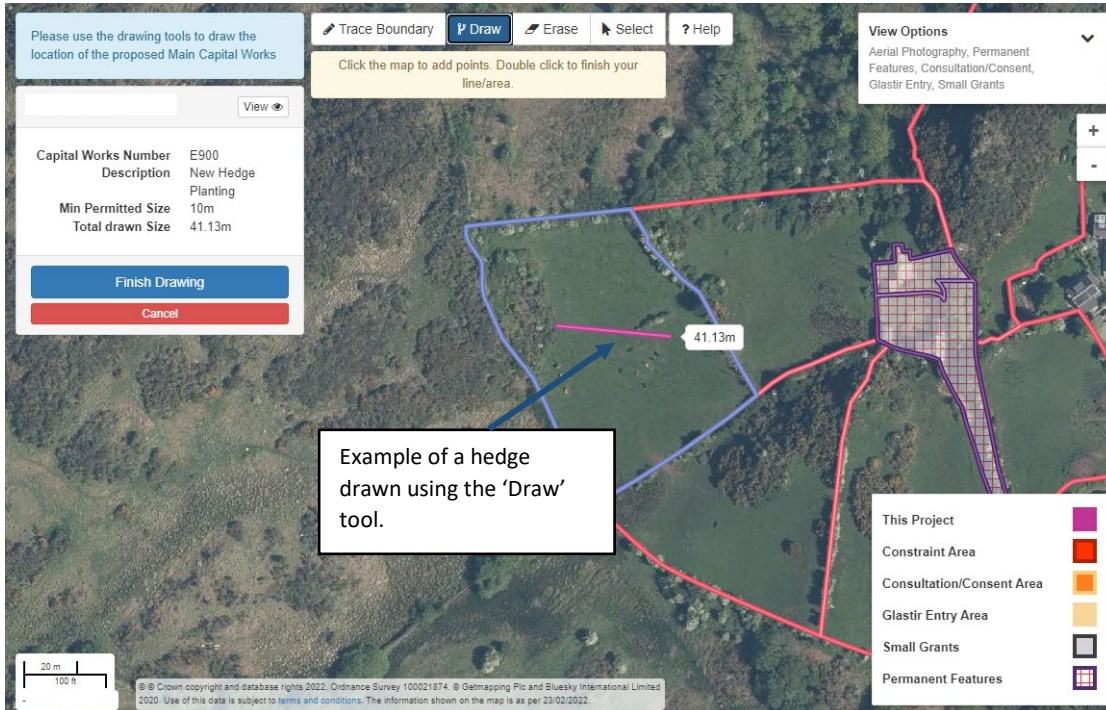 Please use the drawing tools to draw the
location of the proposed Main Capital Works
View
Capital Works Number E900
Description New Hedge
Planting
Min Permitted Size 10m
Total drawn Size 41.13m
Finish Drawing
Cancel
Trace Boundary Draw Erase Select ? Help
Click the map to add points. Double click to finish your
line/area.
View Options
Aerial Photography, Permanent
Features, Consultation/Consent,
Glastir Entry, Small Grants
+
-
41.13m
Example of a hedge
drawn using the ‘Draw’
tool.
This Project
Constraint Area
Consultation/Consent Area
Glastir Entry Area
Small Grants
Permanent Features
20 m
100 ft
-
© © Crown copyright and database rights 2022. Ordnance Survey 100021874. © Getmapping Plc and Bluesky International Limited
2020. Use of this data is subject to terms and conditions. The information shown on the map is as per 23/02/2022.